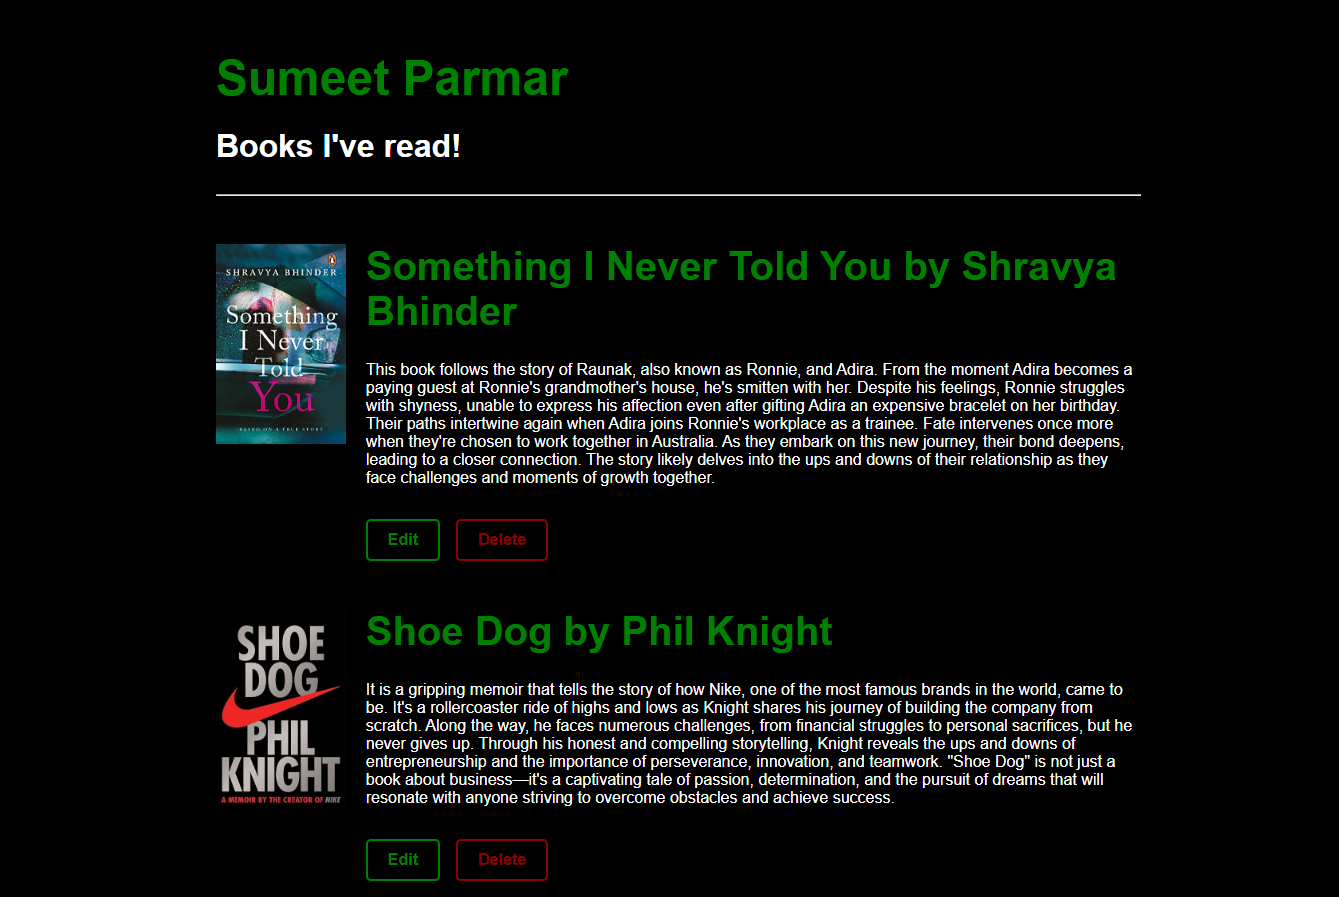 Sumeet Parmar
Books I've read!
SHRAVYA BHINDER
Something
I Never
Told
You
BASED ON A TRUE STORY
Something I Never Told You by Shravya
Bhinder
This book follows the story of Raunak, also known as Ronnie, and Adira. From the moment Adira becomes a
paying guest at Ronnie's grandmother's house, he's smitten with her. Despite his feelings, Ronnie struggles
with shyness, unable to express his affection even after gifting Adira an expensive bracelet on her birthday.
Their paths intertwine again when Adira joins Ronnie's workplace as a trainee. Fate intervenes once more
when they're chosen to work together in Australia. As they embark on this new journey, their bond deepens,
leading to a closer connection. The story likely delves into the ups and downs of their relationship as they
face challenges and moments of growth together.
Edit Delete
SHOE
DOG
PHIL
KNIGHT
A MEMOIR BY THE CREATOR OF NIKE
Shoe Dog by Phil Knight
It is a gripping memoir that tells the story of how Nike, one of the most famous brands in the world, came to
be. It's a rollercoaster ride of highs and lows as Knight shares his journey of building the company from
scratch. Along the way, he faces numerous challenges, from financial struggles to personal sacrifices, but he
never gives up. Through his honest and compelling storytelling, Knight reveals the ups and downs of
entrepreneurship and the importance of perseverance, innovation, and teamwork. "Shoe Dog" is not just a
book about business—it's a captivating tale of passion, determination, and the pursuit of dreams that will
resonate with anyone striving to overcome obstacles and achieve success.
Edit Delete